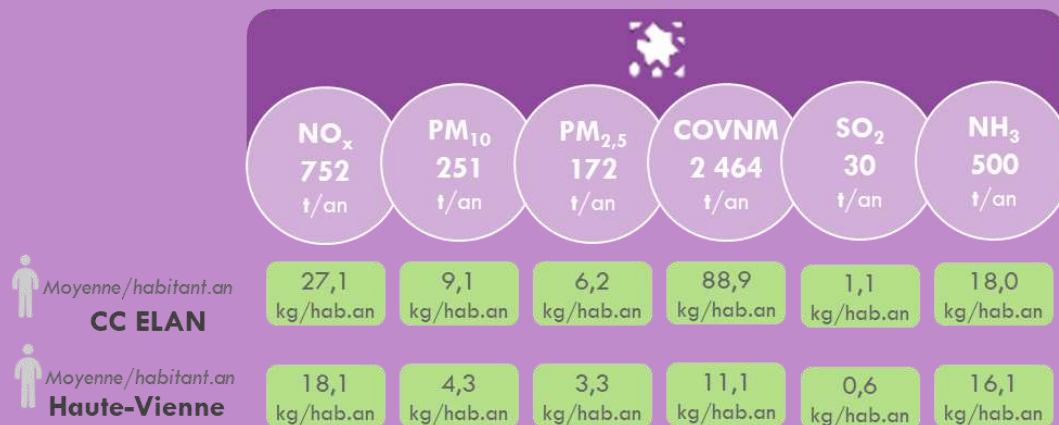 NOx PM10 PM2,5 COVNM SO2 NH3
752 251 172 2 464 30 500
t/an t/an t/an t/an t/an t/an
Moyenne/habitant.an
CC ELAN
27,1 9,1 6,2 88,9 1,1 18,0
kg/hab.an kg/hab.an kg/hab.an kg/hab.an kg/hab.an kg/hab.an
Moyenne/habitant.an
Haute-Vienne
18,1 4,3 3,3 11,1 0,6 16,1
kg/hab.an kg/hab.an kg/hab.an kg/hab.an kg/hab.an kg/hab.an